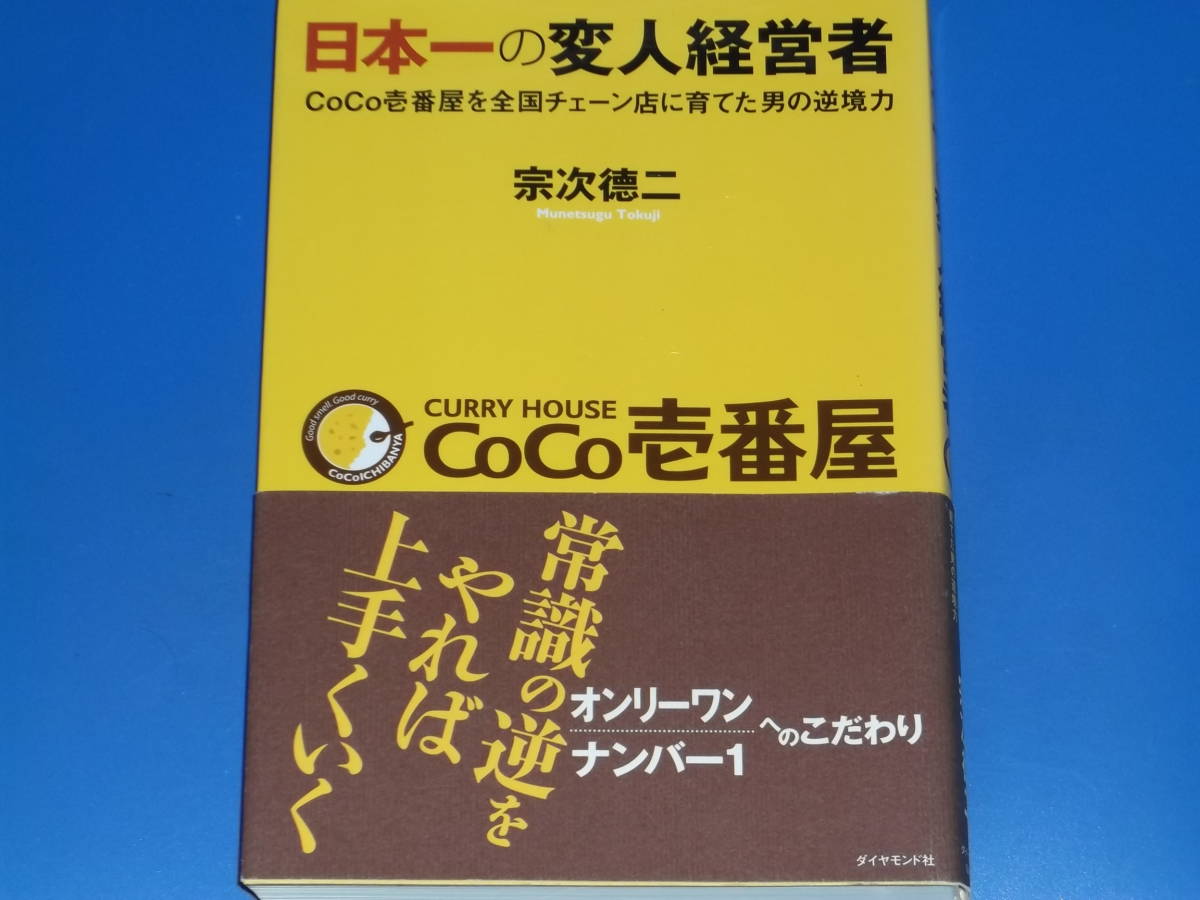 日本一の変人経営者
CoCo壱番屋を全国チェーン店に育てた男の逆境力
宗次德二
Munetsugu Tokuji
Good smell. Good curry
CoCoICHIBANYA
CURRY HOUSE
CoCo壱番屋
常識の逆を
やれば
上手くいく
オンリーワン
ナンバー1
へのこだわり
ダイヤモンド社